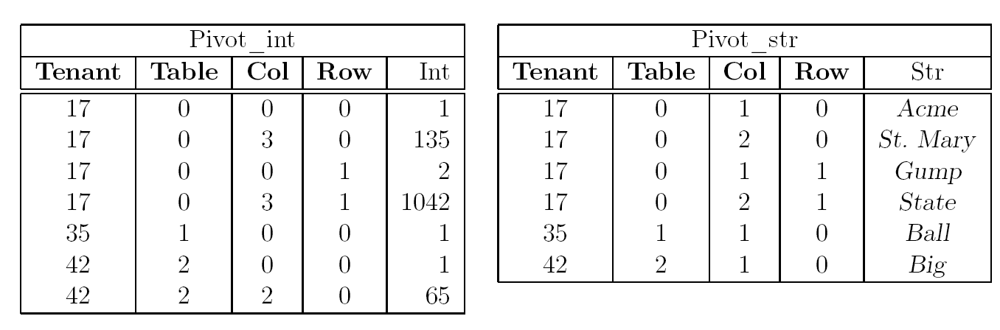 Pivot_int
Tenant Table Col Row Int
17 0 0 0 1
17 0 3 0 135
17 0 0 1 2
17 0 3 1 1042
35 1 0 0 1
42 2 0 0 1
42 2 2 0 65
Pivot_str
Tenant Table Col Row Str
17 0 1 0 Acme
17 0 2 0 St. Mary
17 0 1 1 Gump
17 0 2 1 State
35 1 1 0 Ball
42 2 1 0 Big